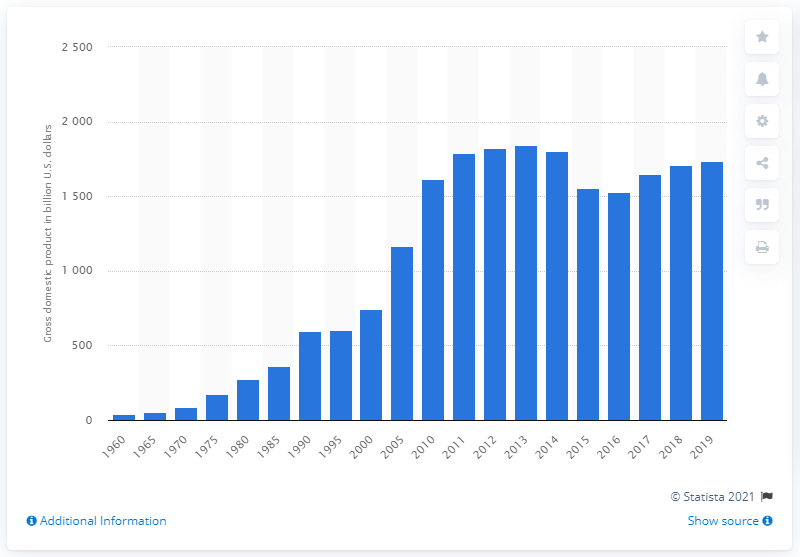 2 500
2 000
1 500
1 000
500
0
Gross domestic product in billion U.S. dollars
1960 1965 1970 1975 1980 1985 1990 1995 2000 2005 2010 2011 2012 2013 2014 2015 2016 2017 2018 2019
© Statista 2021
Additional Information
Show source